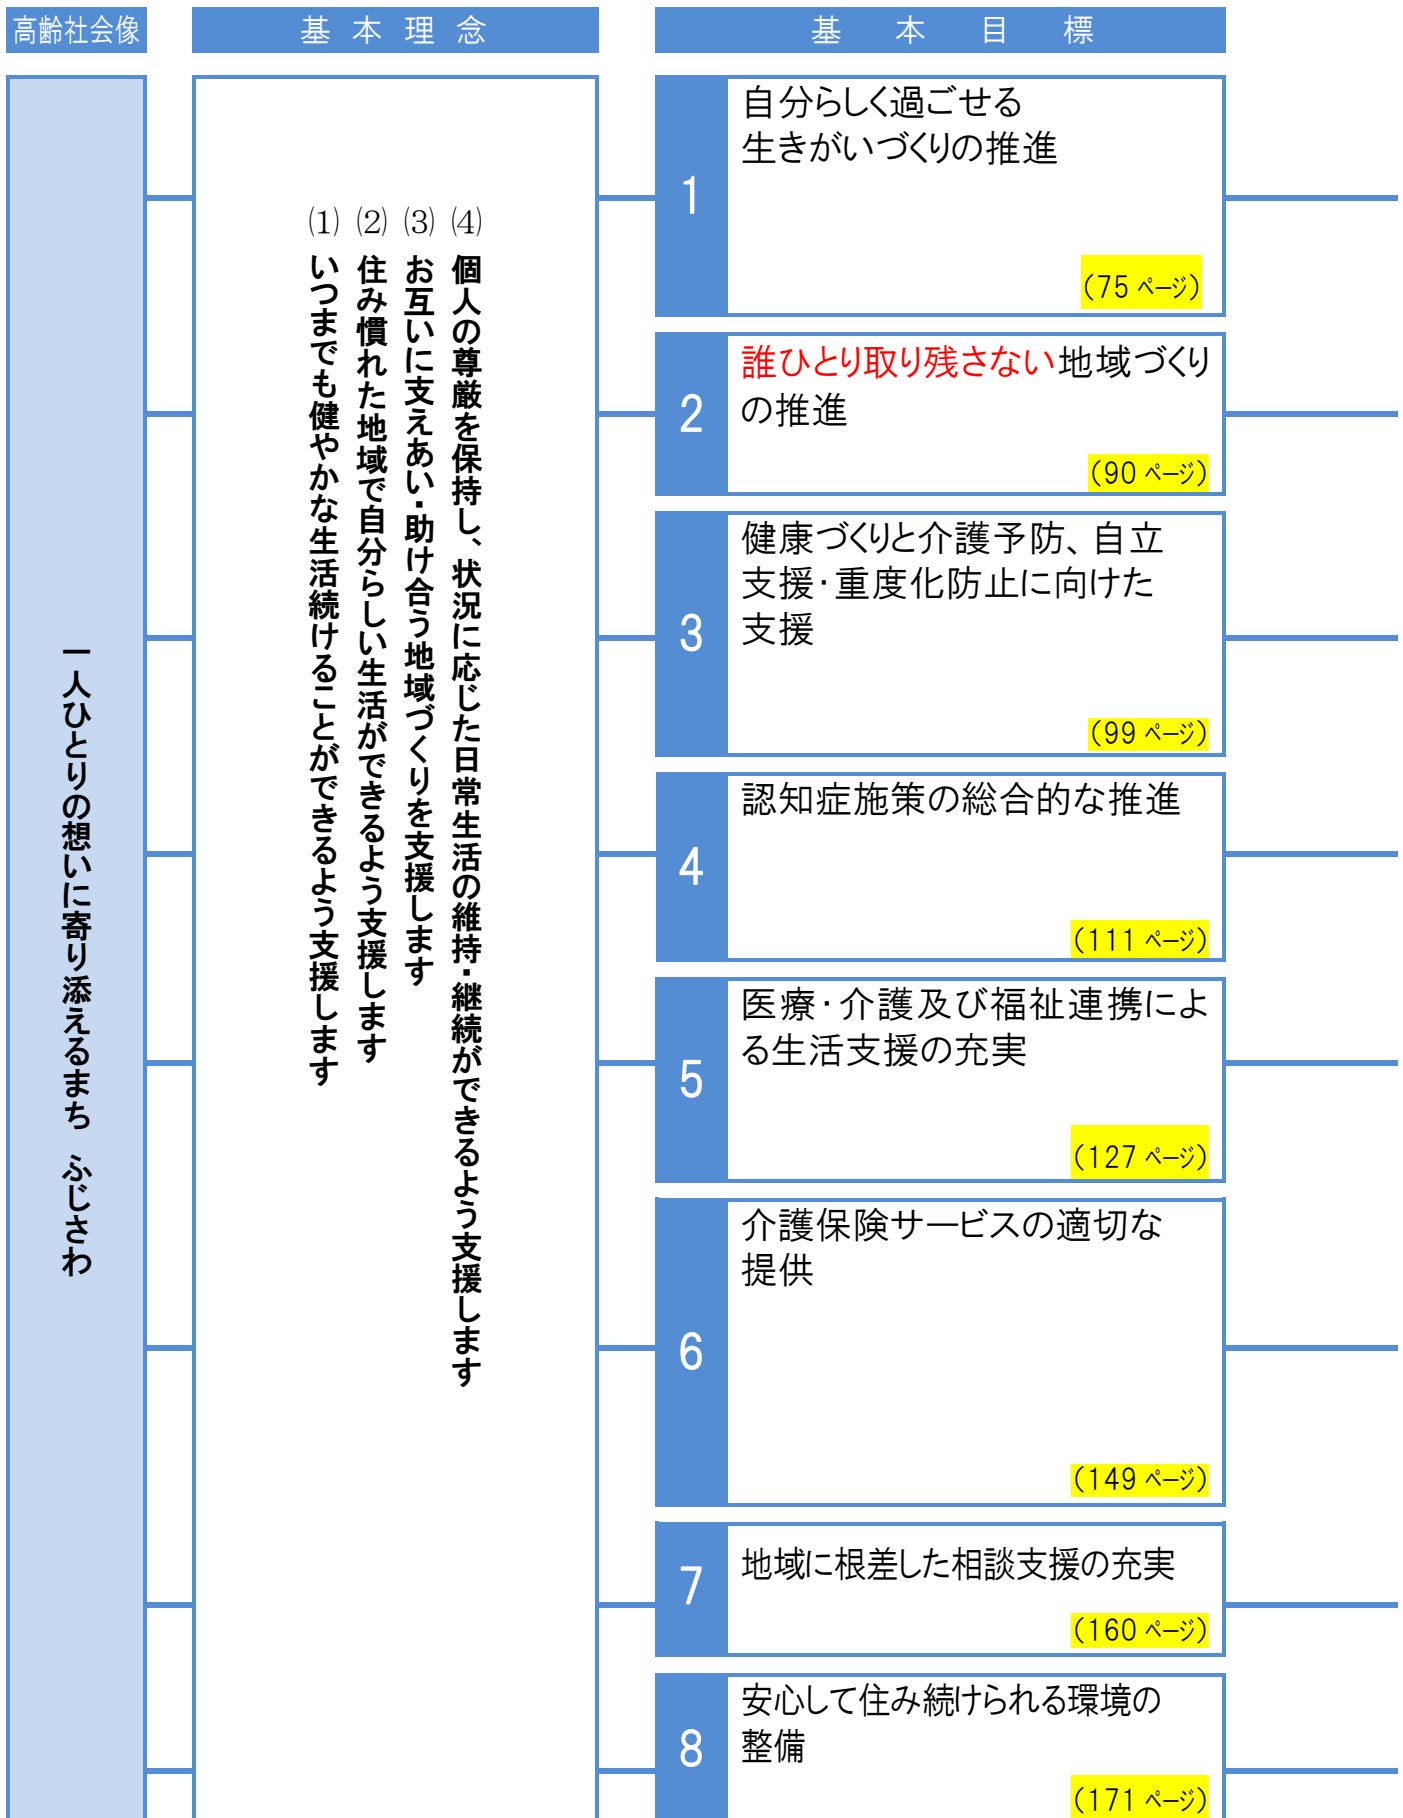 高齢社会像
基本理念
基本目標
一人ひとりの想いに寄り添えるまち　ふじさわ
⑴ いつまでも健やかな生活続けることができるよう支援します
⑵ 住み慣れた地域で自分らしい生活ができるよう支援します
⑶ お互いに支えあい・助け合う地域づくりを支援します
⑷ 個人の尊厳を保持し、状況に応じた日常生活の維持・継続ができるよう支援します
1
自分らしく過ごせる
生きがいづくりの推進
（75 ページ）
2
誰ひとり取り残さない地域づくり
の推進
（90 ページ）
3
健康づくりと介護予防、自立
支援・重度化防止に向けた
支援
（99 ページ）
4
認知症施策の総合的な推進
（111 ページ）
5
医療・介護及び福祉連携によ
る生活支援の充実
（127 ページ）
6
介護保険サービスの適切な
提供
（149 ページ）
7
地域に根差した相談支援の充実
（160 ページ）
8
安心して住み続けられる環境の
整備
（171 ページ）